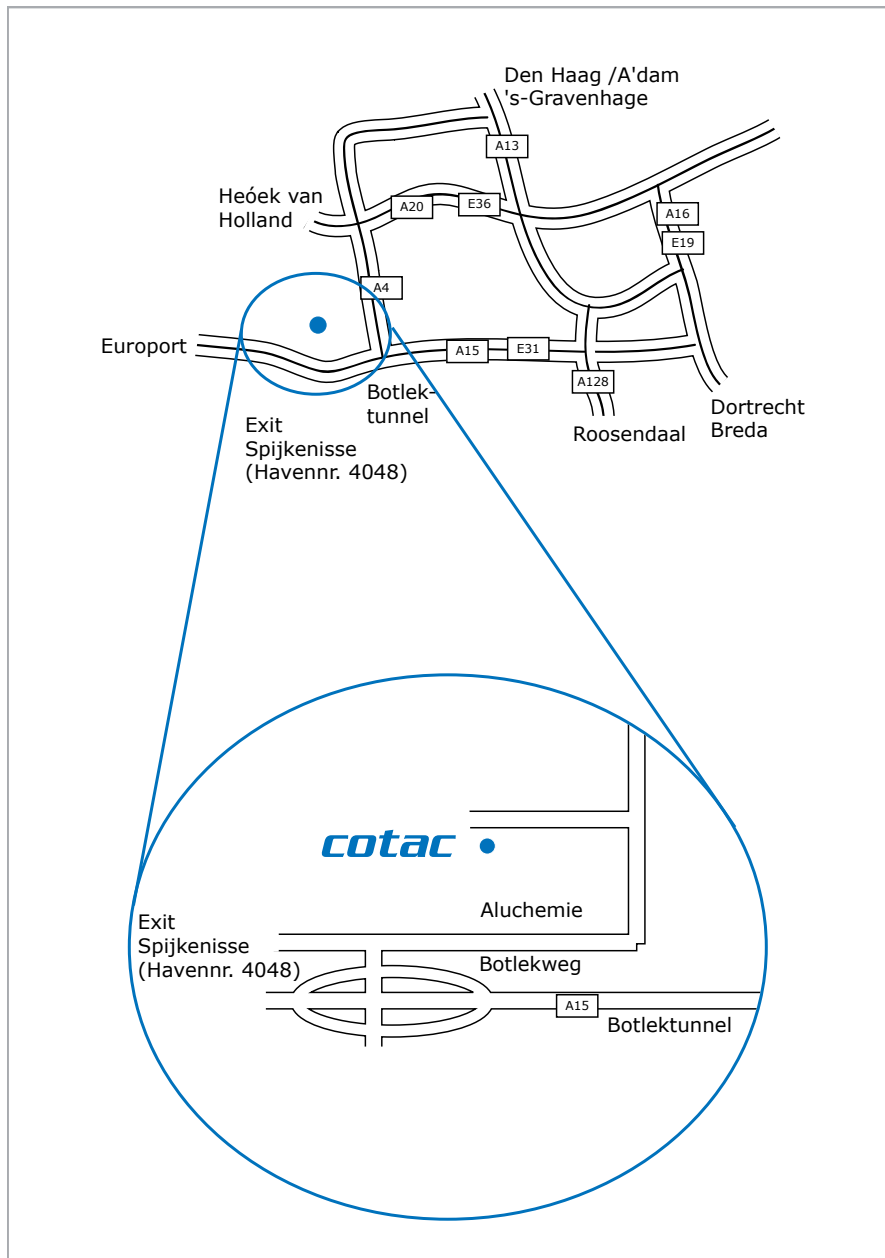 Den Haag /A'dam
's-Gravenhage
A13
Heóek van
Holland
A20
E36
A16
E19
A4
Europort
A15
E31
A128
Botlek-
tunnel
Dortrecht
Breda
Roosendaal
Exit
Spijkenisse
(Havennr. 4048)
cotac
Aluchemie
Exit
Spijkenisse
(Havennr. 4048)
Botlekweg
A15
Botlektunnel